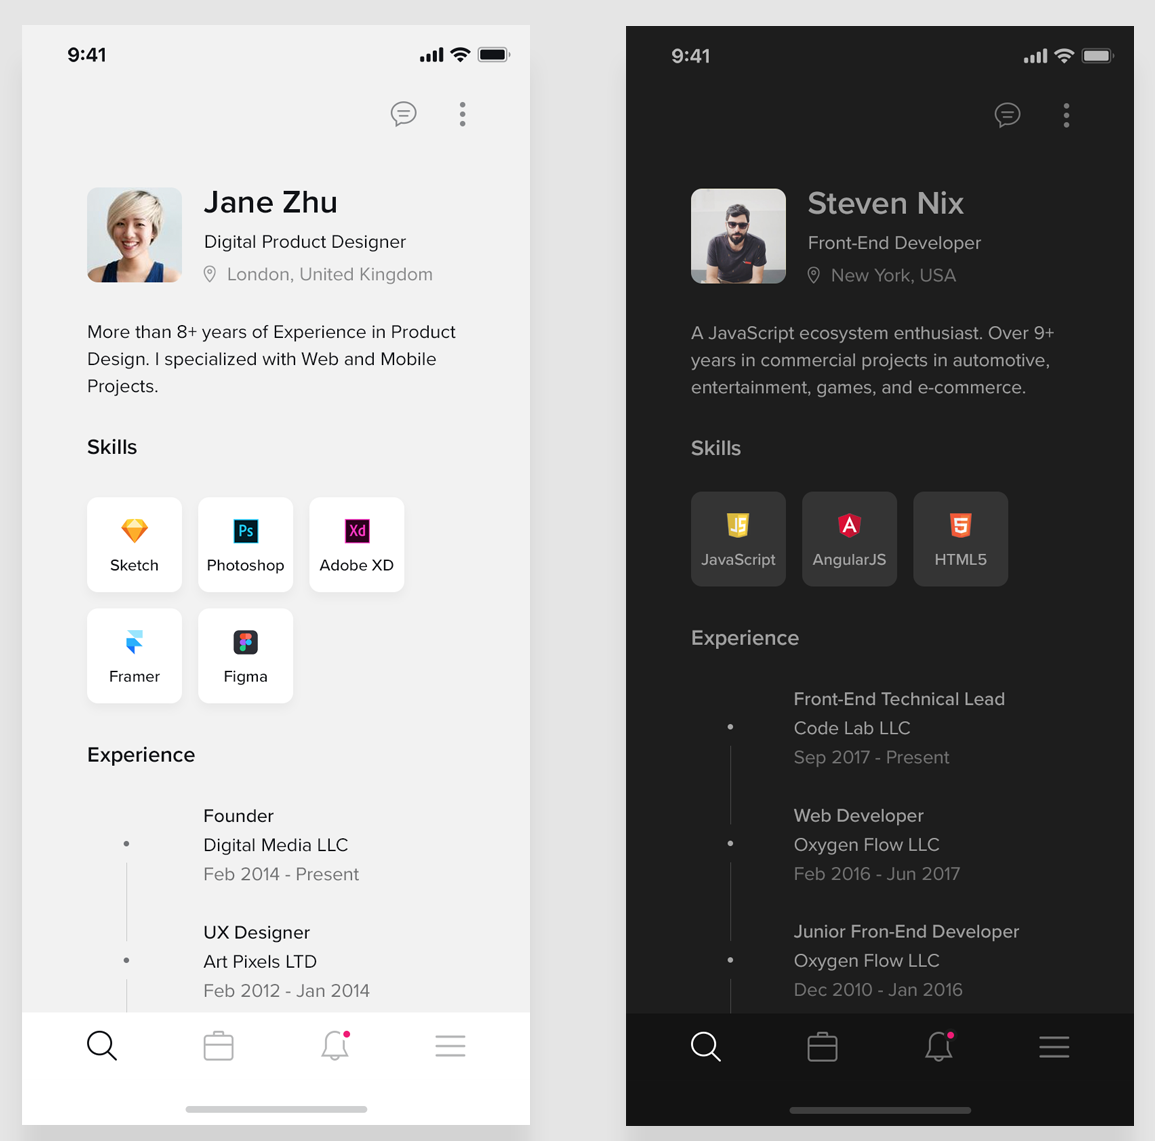 9:41
Jane Zhu
Digital Product Designer
London, United Kingdom
More than 8+ years of Experience in Product
Design. I specialized with Web and Mobile
Projects.
Skills
Ps
Xd
Sketch
Photoshop
Adobe XD
Framer
Figma
Experience
Founder
Digital Media LLC
Feb 2014 - Present
UX Designer
Art Pixels LTD
Feb 2012 - Jan 2014
9:41
Steven Nix
Front-End Developer
New York, USA
A JavaScript ecosystem enthusiast. Over 9+
years in commercial projects in automotive,
entertainment, games, and e-commerce.
Skills
JS
A
5
JavaScript
AngularJS
HTML5
Experience
Front-End Technical Lead
Code Lab LLC
Sep 2017 - Present
Web Developer
Oxygen Flow LLC
Feb 2016 - Jun 2017
Junior Fron-End Developer
Oxygen Flow LLC
Dec 2010 - Jan 2016